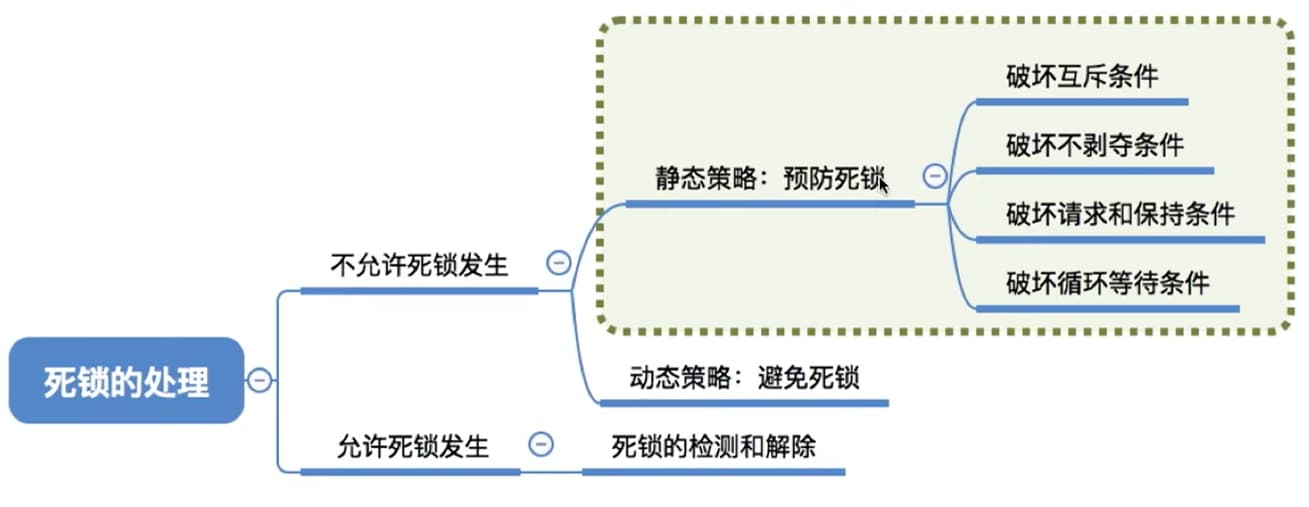 破坏互斥条件
破坏不剥夺条件
静态策略：预防死锁
破坏请求和保持条件
不允许死锁发生
破坏循环等待条件
死锁的处理
动态策略：避免死锁
允许死锁发生
死锁的检测和解除